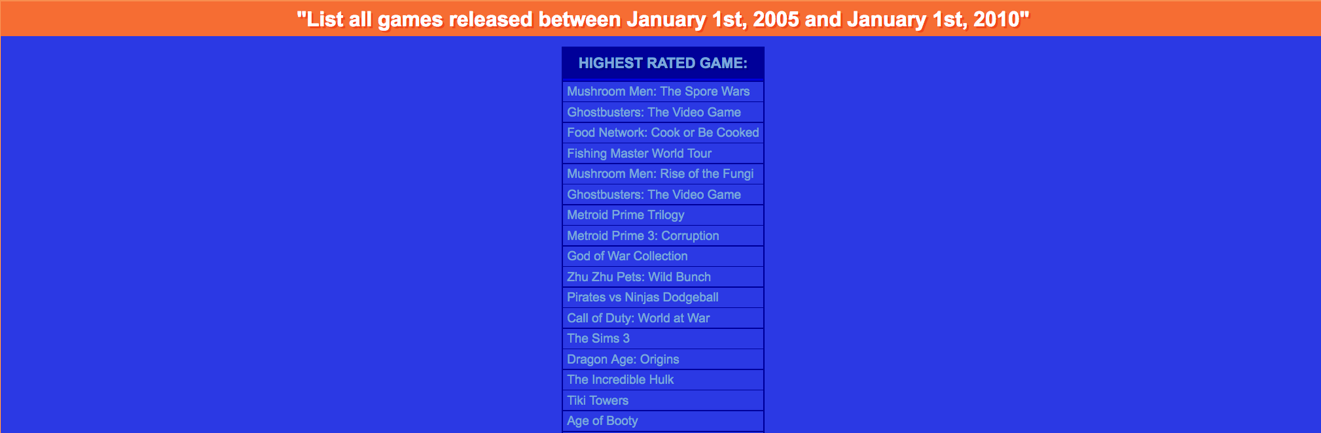 "List all games released between January 1st, 2005 and January 1st, 2010"
HIGHEST RATED GAME:
Mushroom Men: The Spore Wars
Ghostbusters: The Video Game
Food Network: Cook or Be Cooked
Fishing Master World Tour
Mushroom Men: Rise of the Fungi
Ghostbusters: The Video Game
Metroid Prime Trilogy
Metroid Prime 3: Corruption
God of War Collection
Zhu Zhu Pets: Wild Bunch
Pirates vs Ninjas Dodgeball
Call of Duty: World at War
The Sims 3
Dragon Age: Origins
The Incredible Hulk
Tiki Towers
Age of Booty